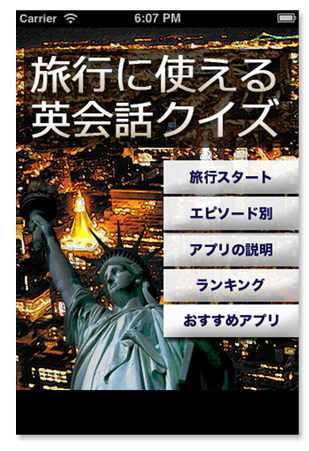 Carrier 6:07 PM
旅行に使える
英会話クイズ
旅行スタート
エピソード別
アプリの説明
ランキング
おすすめアプリ